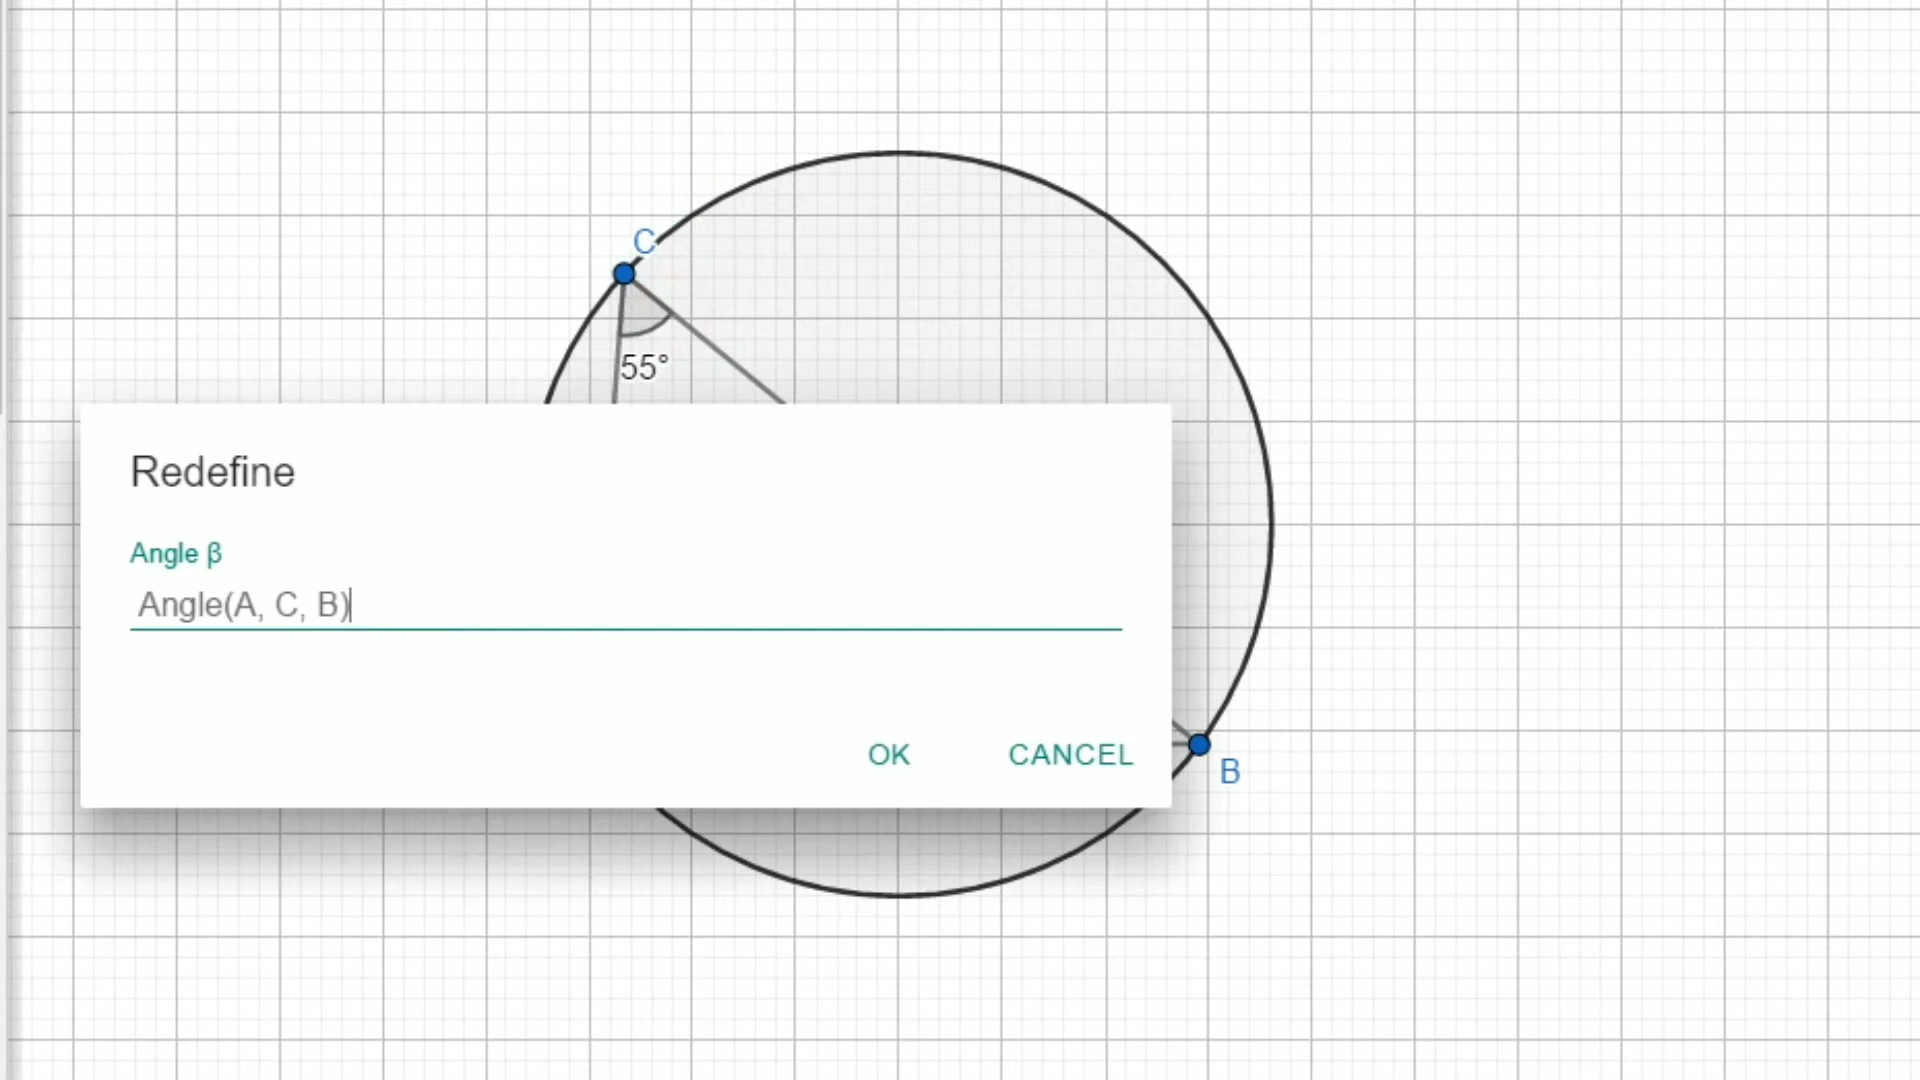 C
55°
Redefine
Angle β
Angle(A, C, B)
OK CANCEL
B